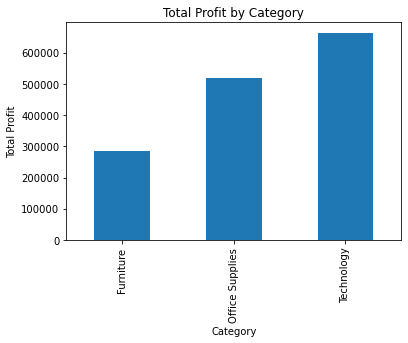 Total Profit by Category
Total Profit
600000
500000
400000
300000
200000
100000
0
Furniture
Office Supplies
Technology
Category